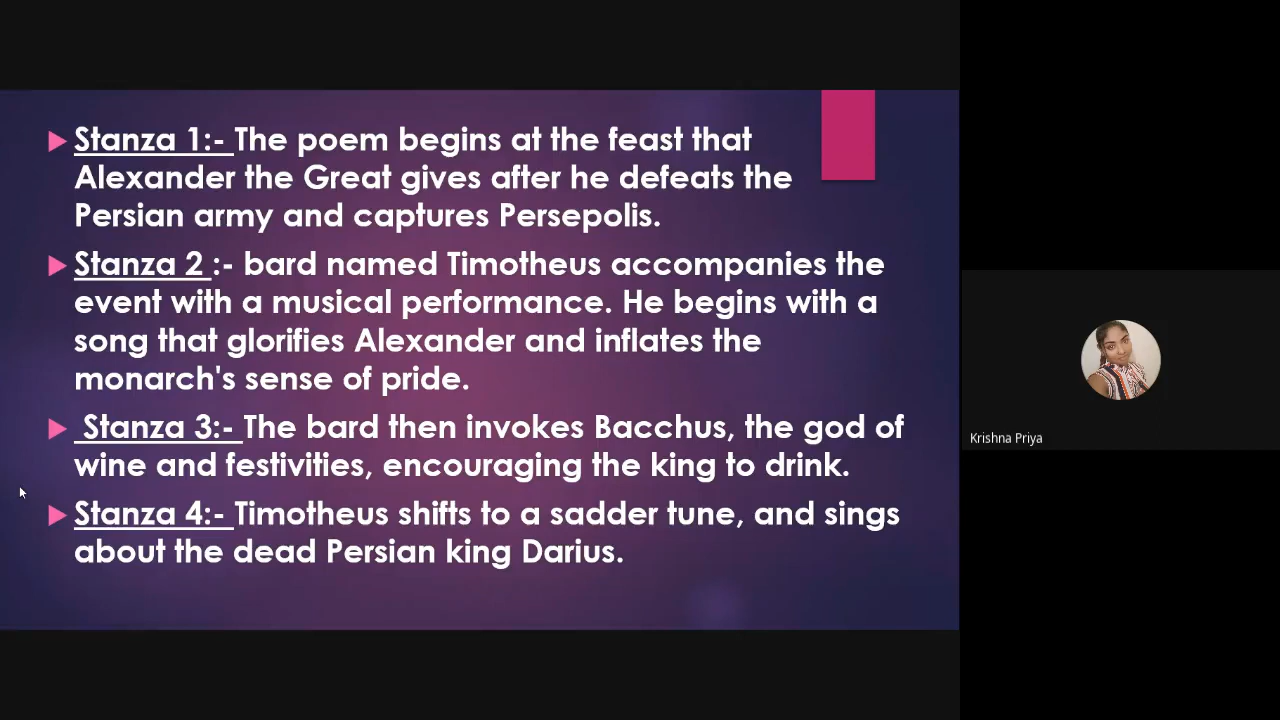 Stanza 1:- The poem begins at the feast that
Alexander the Great gives after he defeats the
Persian army and captures Persepolis.
Stanza 2 :- bard named Timotheus accompanies the
event with a musical performance. He begins with a
song that glorifies Alexander and inflates the
monarch's sense of pride.
Stanza 3:- The bard then invokes Bacchus, the god of
wine and festivities, encouraging the king to drink.
Stanza 4:- Timotheus shifts to a sadder tune, and sings
about the dead Persian king Darius.
Krishna Priya